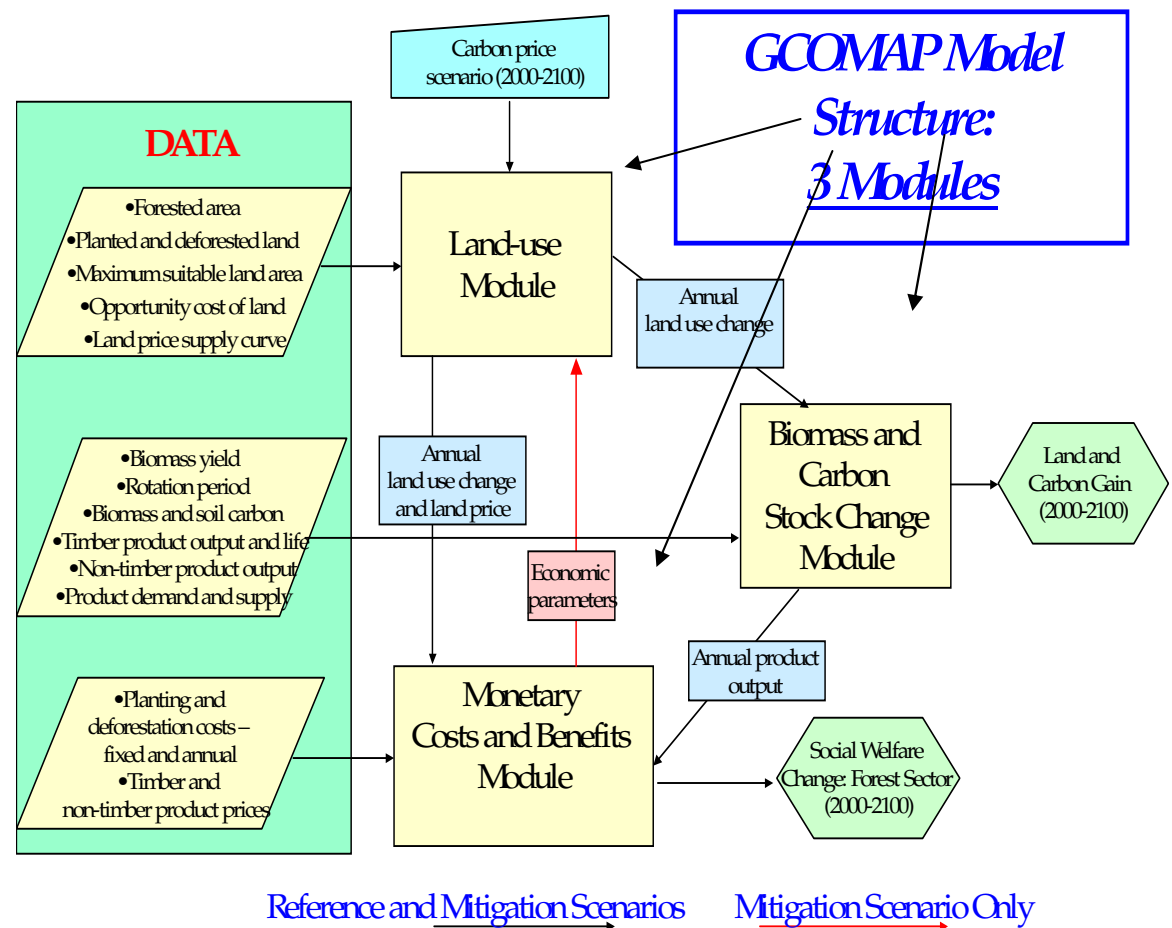 Carbon price
scenario (2000-2100)
GCOMAP Model
Structure:
3 Modules
DATA
•Forested area
•Planted and deforested land
•Maximum suitable land area
•Opportunity cost of land
•Land price supply curve
Land-use
Module
Annual
land use change
•Biomass yield
•Rotation period
•Biomass and soil carbon
•Timber product output and life
•Non-timber product output
•Product demand and supply
Annual
land use change
and land price
Biomass and
Carbon
Stock Change
Module
Land and
Carbon Gain
(2000-2100)
Economic
parameters
Annual product
output
•Planting and
deforestation costs –
fixed and annual
•Timber and
non-timber product prices
Monetary
Costs and Benefits
Module
Social Welfare
Change: Forest Sector
(2000-2100)
Reference and Mitigation Scenarios
Mitigation Scenario Only